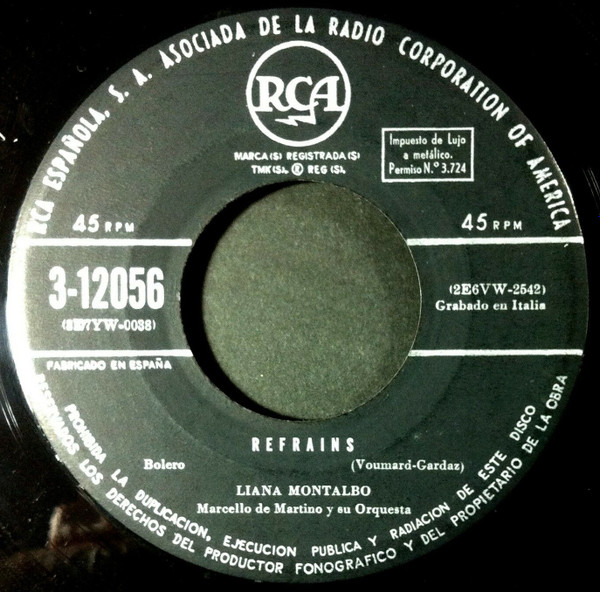 RCA ESPAÑOLA, S. A. ASOCIADA DE LA RADIO CORPORATION OF AMERICA
RCA
MARCA(S) REGISTRADA(S)
TMK(S). ® REG (S).
Impuesto de Lujo
a metálico.
Permiso N.º 3.724
45 RPM
45 RPM
3-12056
(8E7YW-0038)
(2E6VW-2542)
Grabado en Italia
FABRICADO EN ESPAÑA
REFRAINS
Bolero
(Voumard-Gardaz)
LIANA MONTALBO
Marcello de Martino y su Orquesta
PROHIBIDA LA DUPLICACION, EJECUCION PUBLICA Y RADIACION DE ESTE DISCO
RESERVAMOS LOS DERECHOS DEL PRODUCTOR FONOGRAFICO Y DEL PROPIETARIO DE LA OBRA